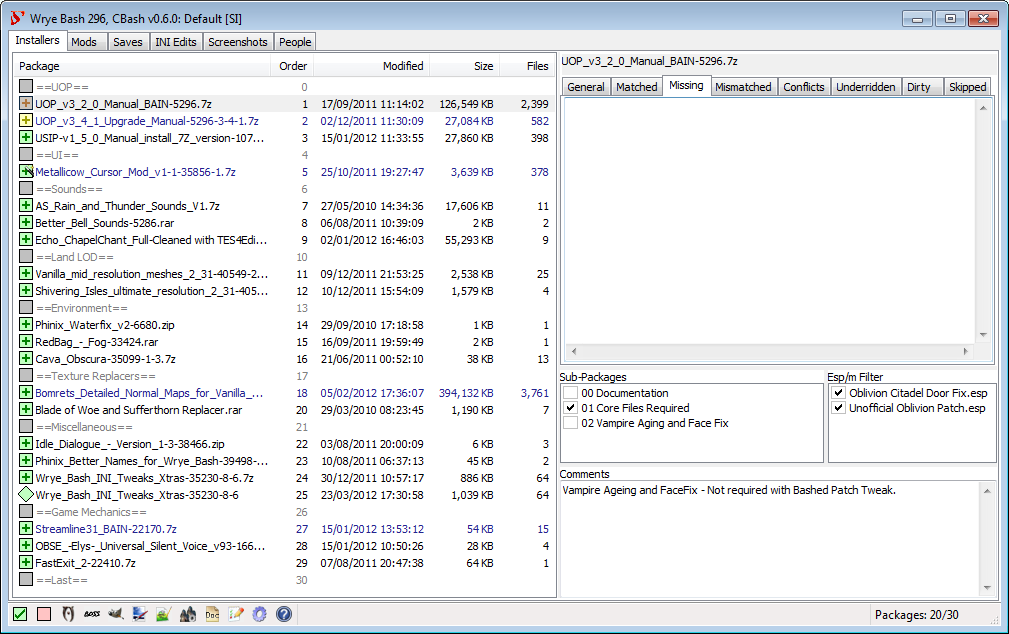 Wrye Bash 296, CBash v0.6.0: Default [SI]
Installers Mods Saves INI Edits Screenshots People
Package Order Modified Size Files
==UOP== 0
UOP_v3_2_0_Manual_BAIN-5296.7z 1 17/09/2011 11:14:02 126,549 KB 2,399
UOP_v3_4_1_Upgrade_Manual-5296-3-4-1.7z 2 02/12/2011 11:30:09 27,084 KB 582
USIP-v1_5_0_Manual_install_7Z_version-107... 3 15/01/2012 11:33:55 27,860 KB 398
==UI== 4
Metallicow_Cursor_Mod_v1-1-35856-1.7z 5 25/10/2011 19:27:47 3,639 KB 378
==Sounds== 6
AS_Rain_and_Thunder_Sounds_V1.7z 7 27/05/2010 14:34:36 17,606 KB 11
Better_Bell_Sounds-5286.rar 8 06/08/2011 10:39:09 2 KB 2
Echo_ChapelChant_Full-Cleaned with TES4Edi... 9 02/01/2012 16:46:03 55,293 KB 9
==Land LOD== 10
Vanilla_mid_resolution_meshes_2_31-40549-2... 11 09/12/2011 21:53:25 2,538 KB 25
Shivering_Isles_ultimate_resolution_2_31-405... 12 10/12/2011 15:54:09 1,579 KB 4
==Environment== 13
Phinix_Waterfix_v2-6680.zip 14 29/09/2010 17:18:58 1 KB 1
RedBag_-_Fog-33424.rar 15 16/09/2011 19:59:49 2 KB 1
Cava_Obscura-35099-1-3.7z 16 21/06/2011 00:52:10 38 KB 13
==Texture Replacers== 17
Bomrets_Detailed_Normal_Maps_for_Vanilla_... 18 05/02/2012 17:36:07 394,132 KB 3,761
Blade of Woe and Sufferthorn Replacer.rar 20 29/03/2010 08:23:45 1,190 KB 7
==Miscellaneous== 21
Idle_Dialogue_-_Version_1-3-38466.zip 22 03/08/2011 20:00:09 6 KB 3
Phinix_Better_Names_for_Wrye_Bash-39498-... 23 10/08/2011 06:37:13 45 KB 2
Wrye_Bash_INI_Tweaks_Xtras-35230-8-6.7z 24 30/12/2011 10:57:17 886 KB 64
Wrye_Bash_INI_Tweaks_Xtras-35230-8-6 25 23/03/2012 17:30:58 1,039 KB 64
==Game Mechanics== 26
Streamline31_BAIN-22170.7z 27 15/01/2012 13:53:12 54 KB 15
OBSE_-Elys-_Universal_Silent_Voice_v93-166... 28 15/01/2012 10:50:26 28 KB 4
FastExit_2-22410.7z 29 07/08/2011 20:47:38 64 KB 1
==Last== 30
UOP_v3_2_0_Manual_BAIN-5296.7z
General Matched Missing Mismatched Conflicts Underridden Dirty Skipped
Sub-Packages
00 Documentation
01 Core Files Required
02 Vampire Aging and Face Fix
Esp/m Filter
Oblivion Citadel Door Fix.esp
Unofficial Oblivion Patch.esp
Comments
Vampire Ageing and FaceFix - Not required with Bashed Patch Tweak.
BOSS
Doc
Packages: 20/30